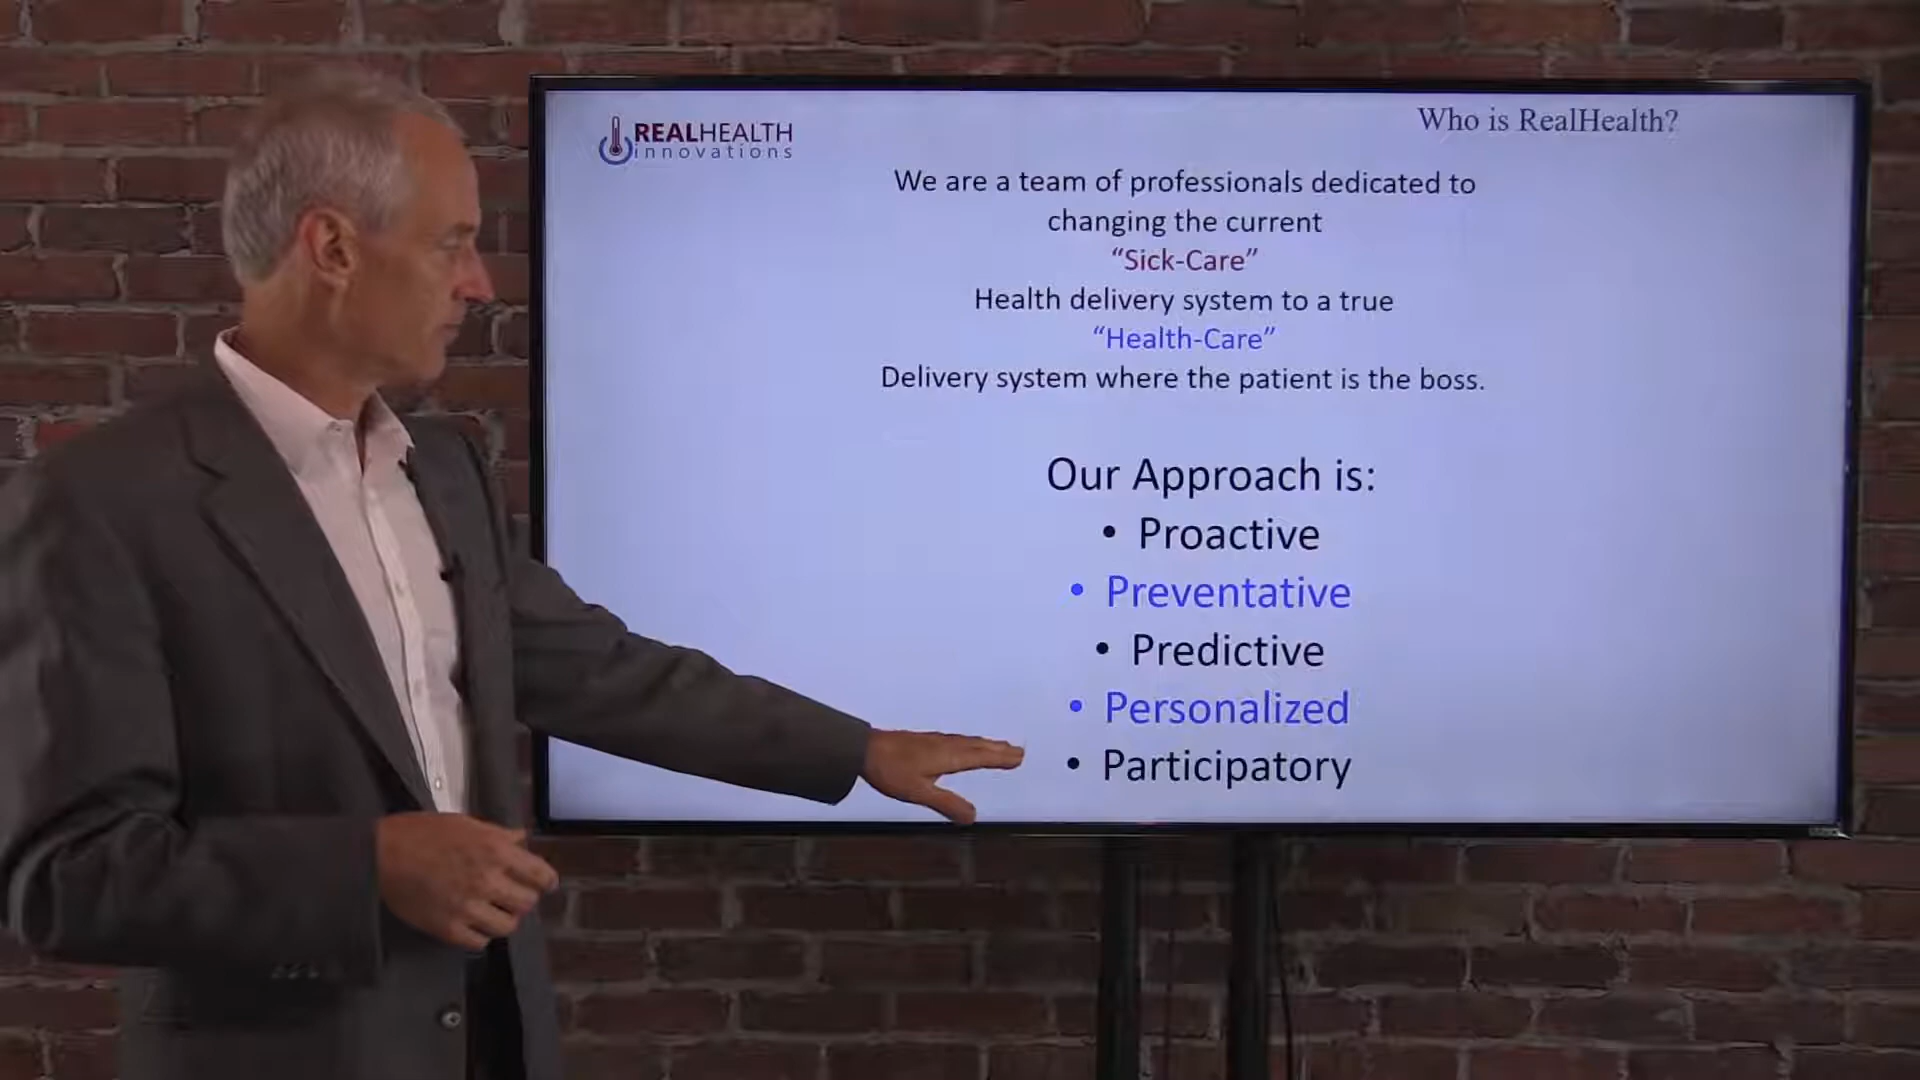 REALHEALTH
innovations
Who is RealHealth?
We are a team of professionals dedicated to
changing the current
“Sick-Care”
Health delivery system to a true
“Health-Care”
Delivery system where the patient is the boss.
Our Approach is:
• Proactive
• Preventative
• Predictive
• Personalized
• Participatory